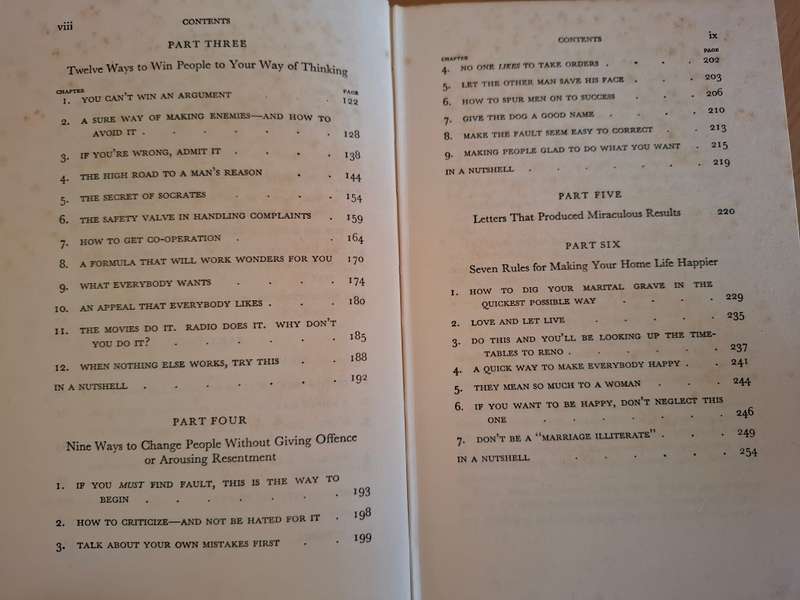 viii
CONTENTS
PART THREE
Twelve Ways to Win People to Your Way of Thinking
CHAPTER PAGE
1. YOU CAN'T WIN AN ARGUMENT . 122
2. A SURE WAY OF MAKING ENEMIES—AND HOW TO
AVOID IT . . . . . . . 128
3. IF YOU'RE WRONG, ADMIT IT . . . . 138
4. THE HIGH ROAD TO A MAN'S REASON . . 144
5. THE SECRET OF SOCRATES . . . . 154
6. THE SAFETY VALVE IN HANDLING COMPLAINTS . 159
7. HOW TO GET CO-OPERATION . . 164
8. A FORMULA THAT WILL WORK WONDERS FOR YOU 170
9. WHAT EVERYBODY WANTS . . . . 174
10. AN APPEAL THAT EVERYBODY LIKES . . . 180
11. THE MOVIES DO IT. RADIO DOES IT. WHY DON'T
YOU DO IT? . . . . . . 185
12. WHEN NOTHING ELSE WORKS, TRY THIS . . 188
IN A NUTSHELL . . . . . . . 192
PART FOUR
Nine Ways to Change People Without Giving Offence
or Arousing Resentment
1. IF YOU MUST FIND FAULT, THIS IS THE WAY TO
BEGIN . . . . . . . 193
2. HOW TO CRITICIZE—AND NOT BE HATED FOR IT . 198
3. TALK ABOUT YOUR OWN MISTAKES FIRST . . 199
CONTENTS
ix
CHAPTER PAGE
4. NO ONE LIKES TO TAKE ORDERS . . . . 202
5. LET THE OTHER MAN SAVE HIS FACE . . . 203
6. HOW TO SPUR MEN ON TO SUCCESS . . . 206
7. GIVE THE DOG A GOOD NAME . . . . 210
8. MAKE THE FAULT SEEM EASY TO CORRECT . . 213
9. MAKING PEOPLE GLAD TO DO WHAT YOU WANT . 215
IN A NUTSHELL . . . . . . . 219
PART FIVE
Letters That Produced Miraculous Results 220
PART SIX
Seven Rules for Making Your Home Life Happier
1. HOW TO DIG YOUR MARITAL GRAVE IN THE
QUICKEST POSSIBLE WAY . . . . 229
2. LOVE AND LET LIVE . . . . . 235
3. DO THIS AND YOU'LL BE LOOKING UP THE TIME-
TABLES TO RENO . . . . . . 237
4. A QUICK WAY TO MAKE EVERYBODY HAPPY . . 241
5. THEY MEAN SO MUCH TO A WOMAN . . . 244
6. IF YOU WANT TO BE HAPPY, DON'T NEGLECT THIS
ONE . . . . . . . 246
7. DON'T BE A "MARRIAGE ILLITERATE" . . . 249
IN A NUTSHELL . . . . . . 254